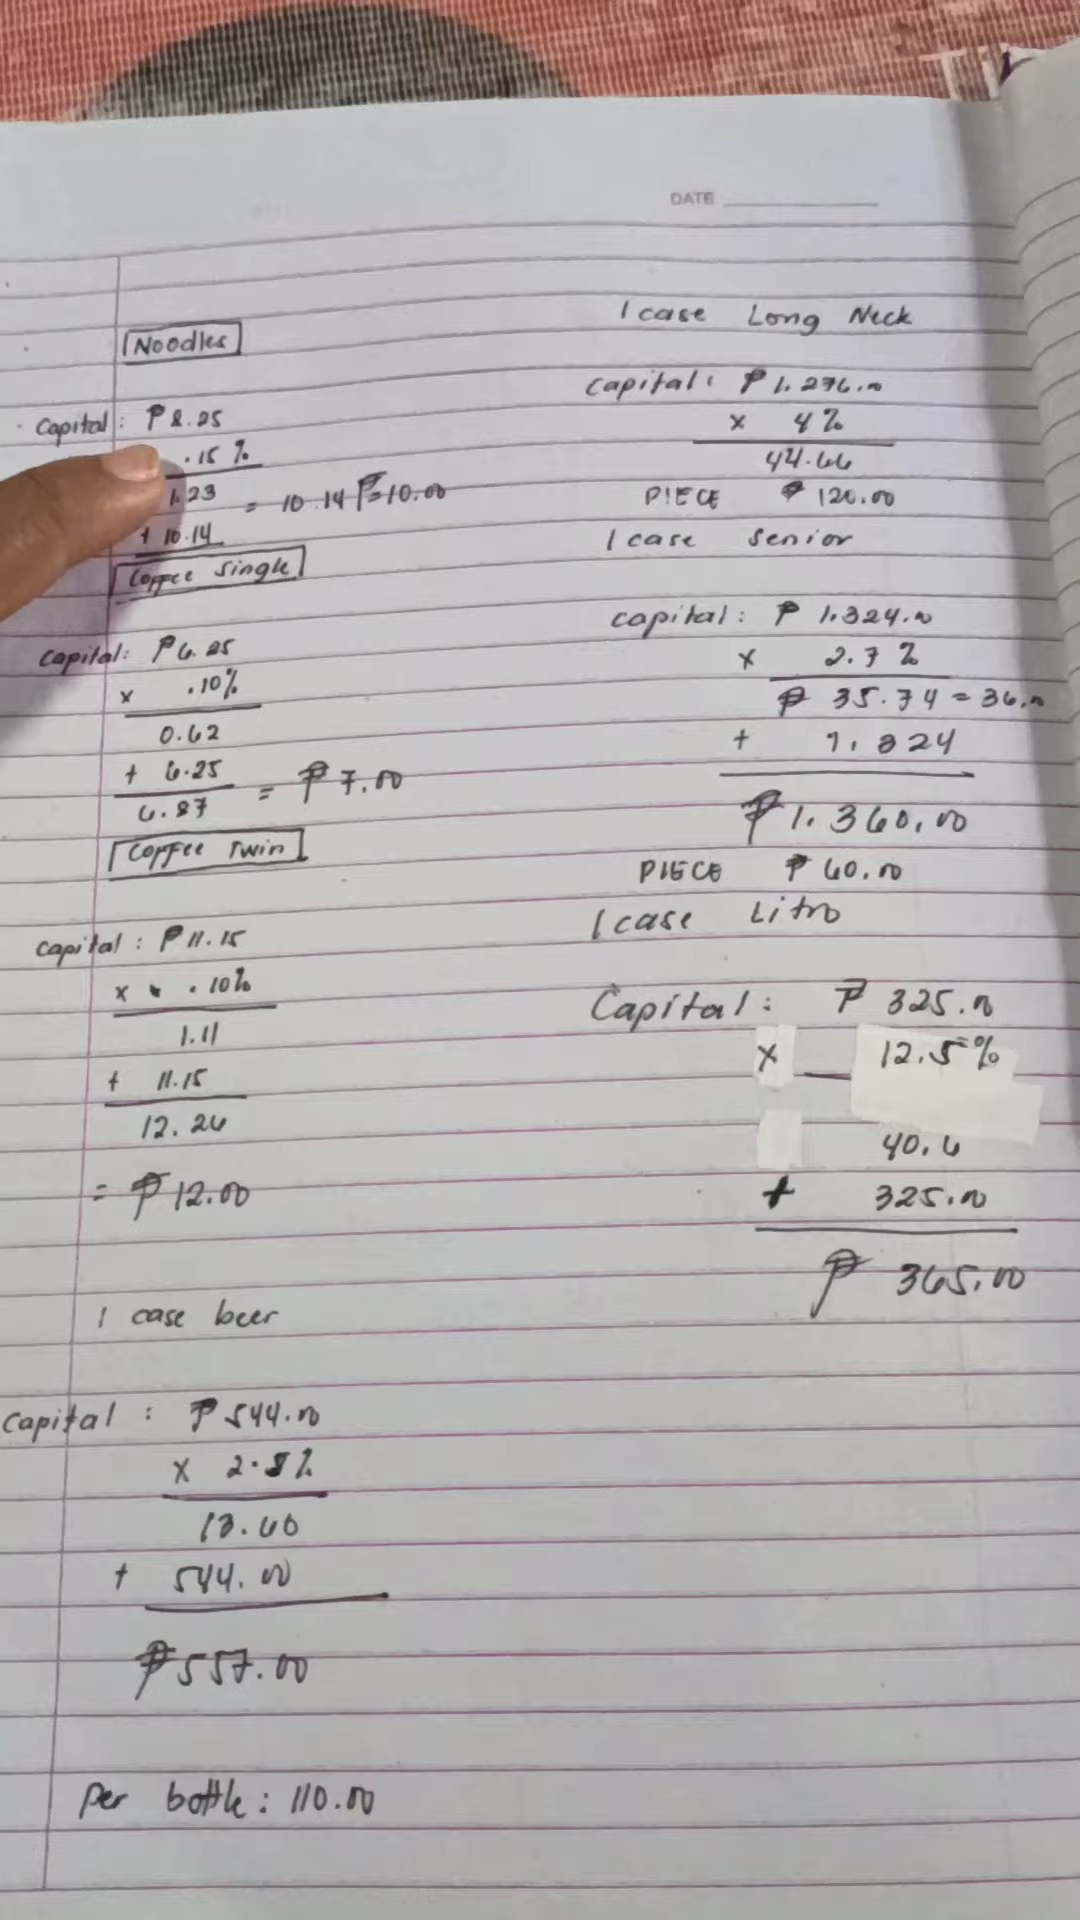 DATE
Noodles
Capital: ₱8.25
.15%
1.23 = 10.14 ₱=10.00
+ 10.14
Coffee Single
Capital: ₱6.25
x .10%
0.62
+ 6.25
6.87 = ₱7.00
Coffee Twin
Capital: ₱11.15
x .10%
1.11
+ 11.15
12.26
= ₱12.00
1 case beer
Capital: ₱544.00
x 2.5%
13.60
+ 544.00
₱557.00
Per bottle: 110.00
1 case Long Neck
Capital: ₱1.276.00
x 4%
44.66
PIECE ₱120.00
1 case Senior
Capital: ₱1.324.00
x 2.7%
₱35.74 = 36.00
+ 1.324
₱1.360.00
PIECE ₱60.00
1 case Litro
Capital: ₱325.00
x 12.5%
40.6
+ 325.00
₱365.00